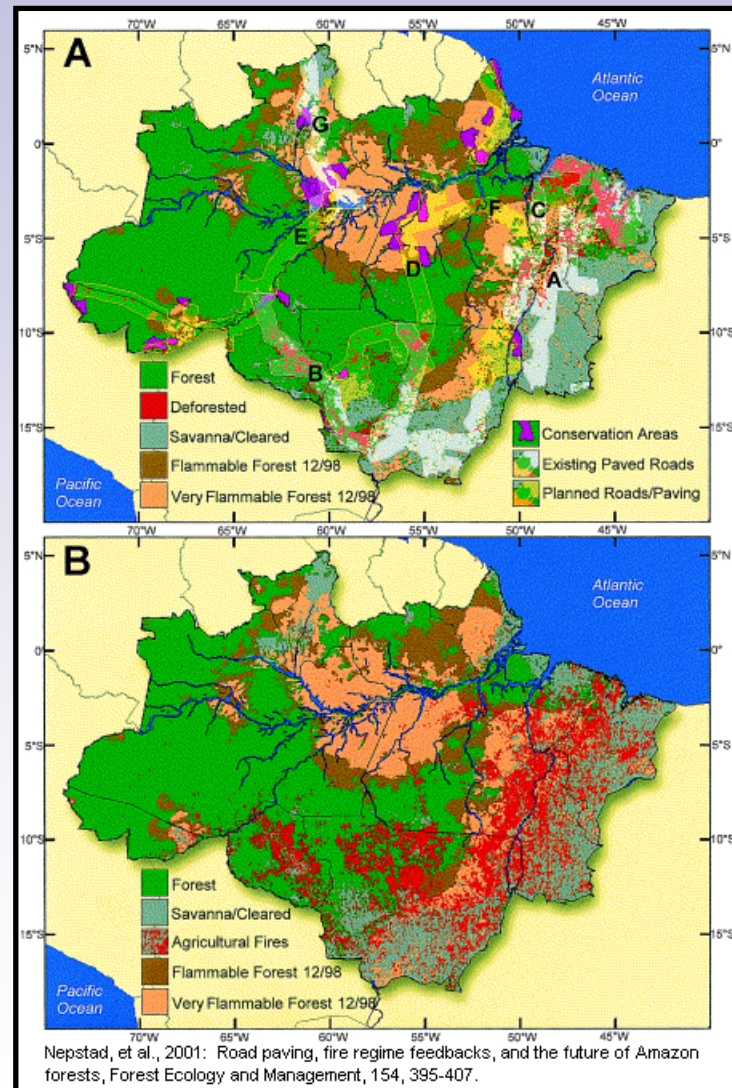 70°W 65°W 60°W 55°W 50°W 45°W
5°N 5°N
A
Atlantic
Ocean
G
0° 0°
F C
E
5°S 5°S
D A
10°S 10°S
B
Forest
Deforested
Savanna/Cleared
Flammable Forest 12/98
Very Flammable Forest 12/98
15°S 15°S
Conservation Areas
Existing Paved Roads
Planned Roads/Paving
Pacific
Ocean
70°W 65°W 60°W 55°W 50°W 45°W
5°N 5°N
B
Atlantic
Ocean
0° 0°
5°S 5°S
10°S 10°S
Forest
Savanna/Cleared
Agricultural Fires
Flammable Forest 12/98
Very Flammable Forest 12/98
15°S 15°S
Pacific
Ocean
70°W 65°W 60°W 55°W 50°W 45°W
Nepstad, et al., 2001: Road paving, fire regime feedbacks, and the future of Amazon
forests, Forest Ecology and Management, 154, 395-407.